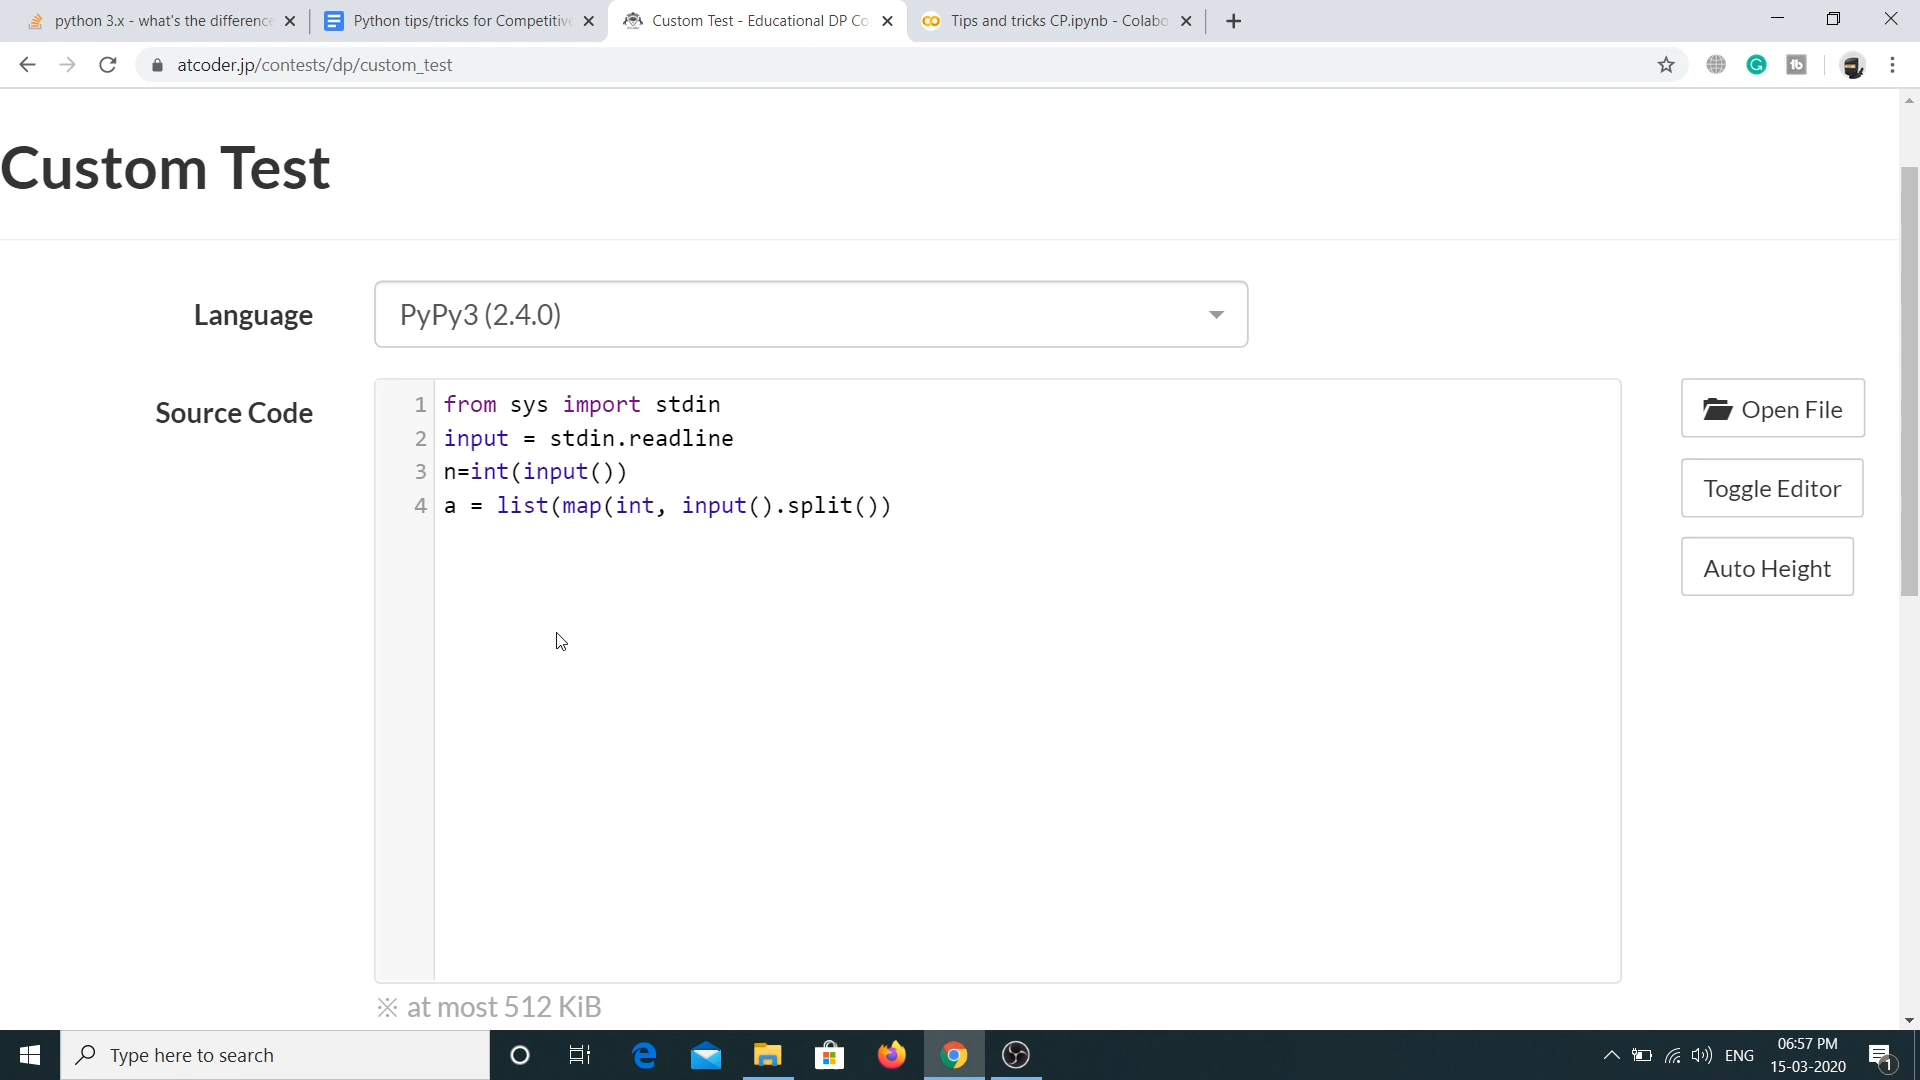 python 3.x - what's the difference
Python tips/tricks for Competitive
Custom Test - Educational DP Co
Tips and tricks CP.ipynb - Colabo
atcoder.jp/contests/dp/custom_test
Custom Test
Language
PyPy3 (2.4.0)
Source Code
1 from sys import stdin
2 input = stdin.readline
3 n=int(input())
4 a = list(map(int, input().split())
Open File
Toggle Editor
Auto Height
※ at most 512 KiB
Type here to search
ENG
06:57 PM
15-03-2020
1